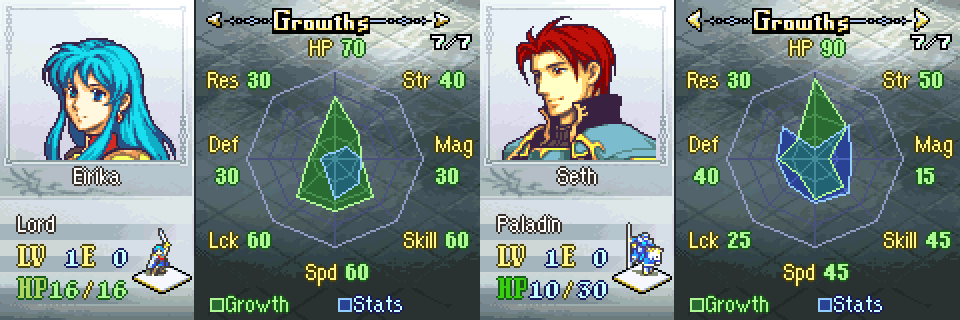 Growths
7/7
HP 70
Res 30
Str 40
Def
30
Mag
30
Lck 60
Skill 60
Spd 60
Growth
Stats
Eirika
Lord
LV 1 E 0
HP 16/16
Growths
7/7
HP 90
Res 30
Str 50
Def
40
Mag
15
Lck 25
Skill 45
Spd 45
Growth
Stats
Seth
Paladin
LV 1 E 0
HP 10/30